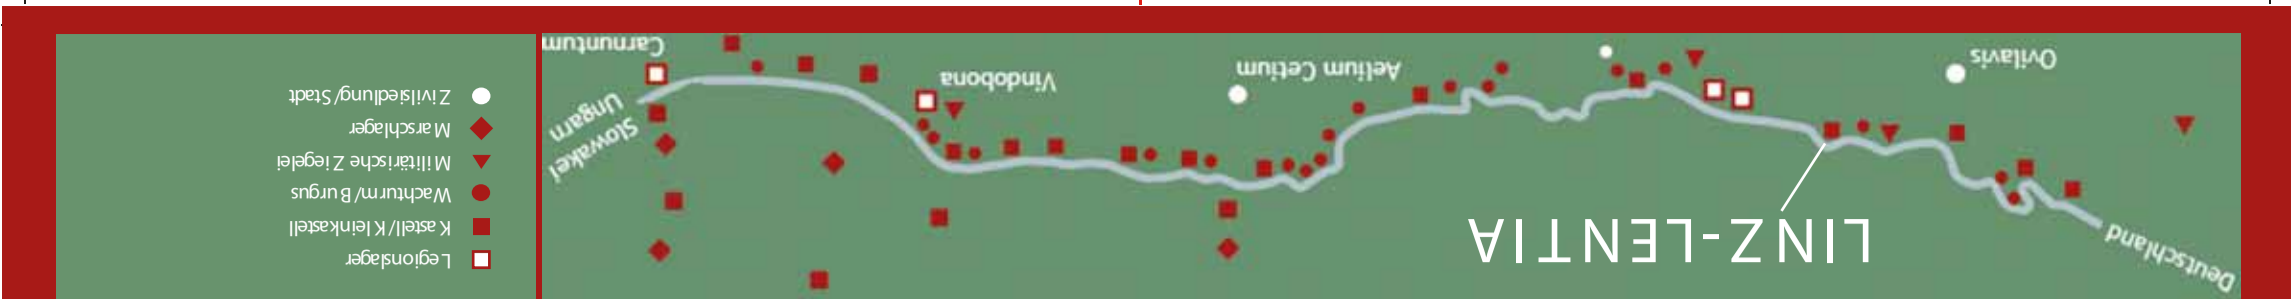 Deutschland
LINZ-LENTIA
Ovilavis
Aelium Cetium
Vindobona
Carnuntum
Slowakei
Ungarn
Legionslager
Kastell/Kleinkastell
Wachturm/Burgus
Militärische Ziegelei
Marschlager
Zivilsiedlung/Stadt